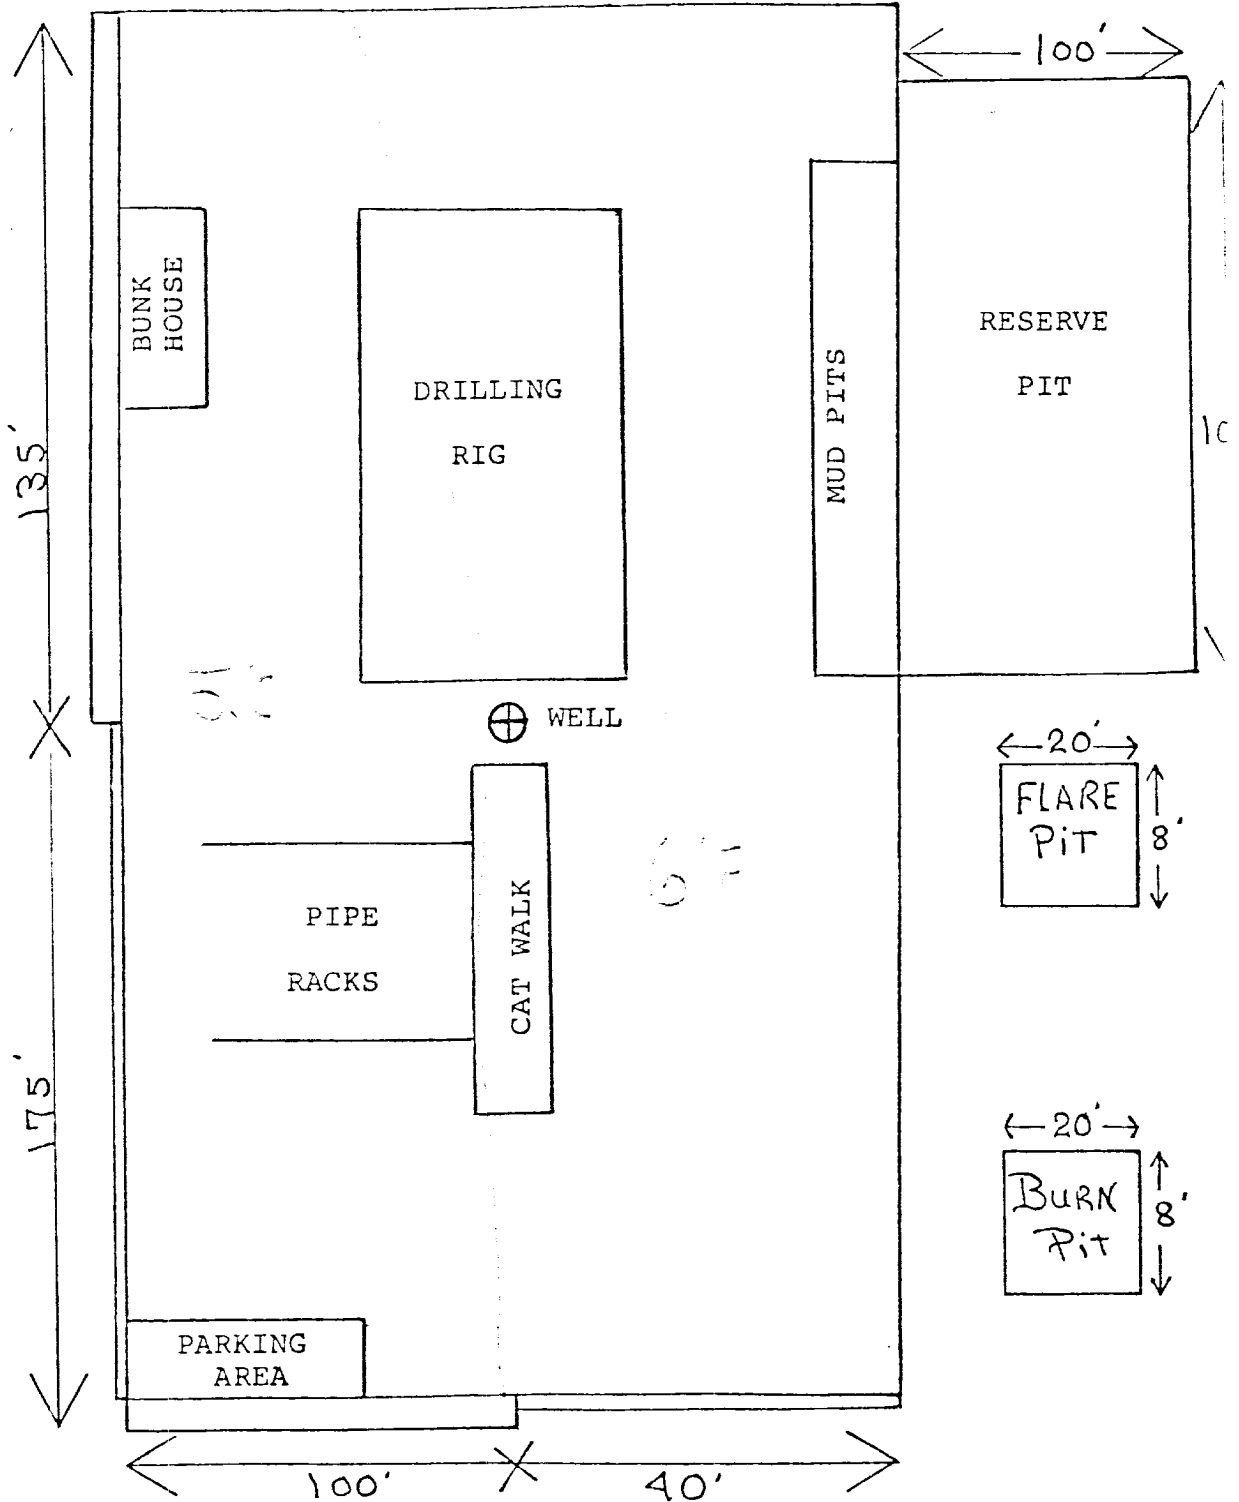 100'
BUNK
HOUSE
DRILLING
RIG
MUD PITS
RESERVE
PIT
135'
WELL
20'
FLARE
PiT
8'
PIPE
RACKS
CAT WALK
175'
20'
BURN
PiT
8'
PARKING
AREA
100'
40'